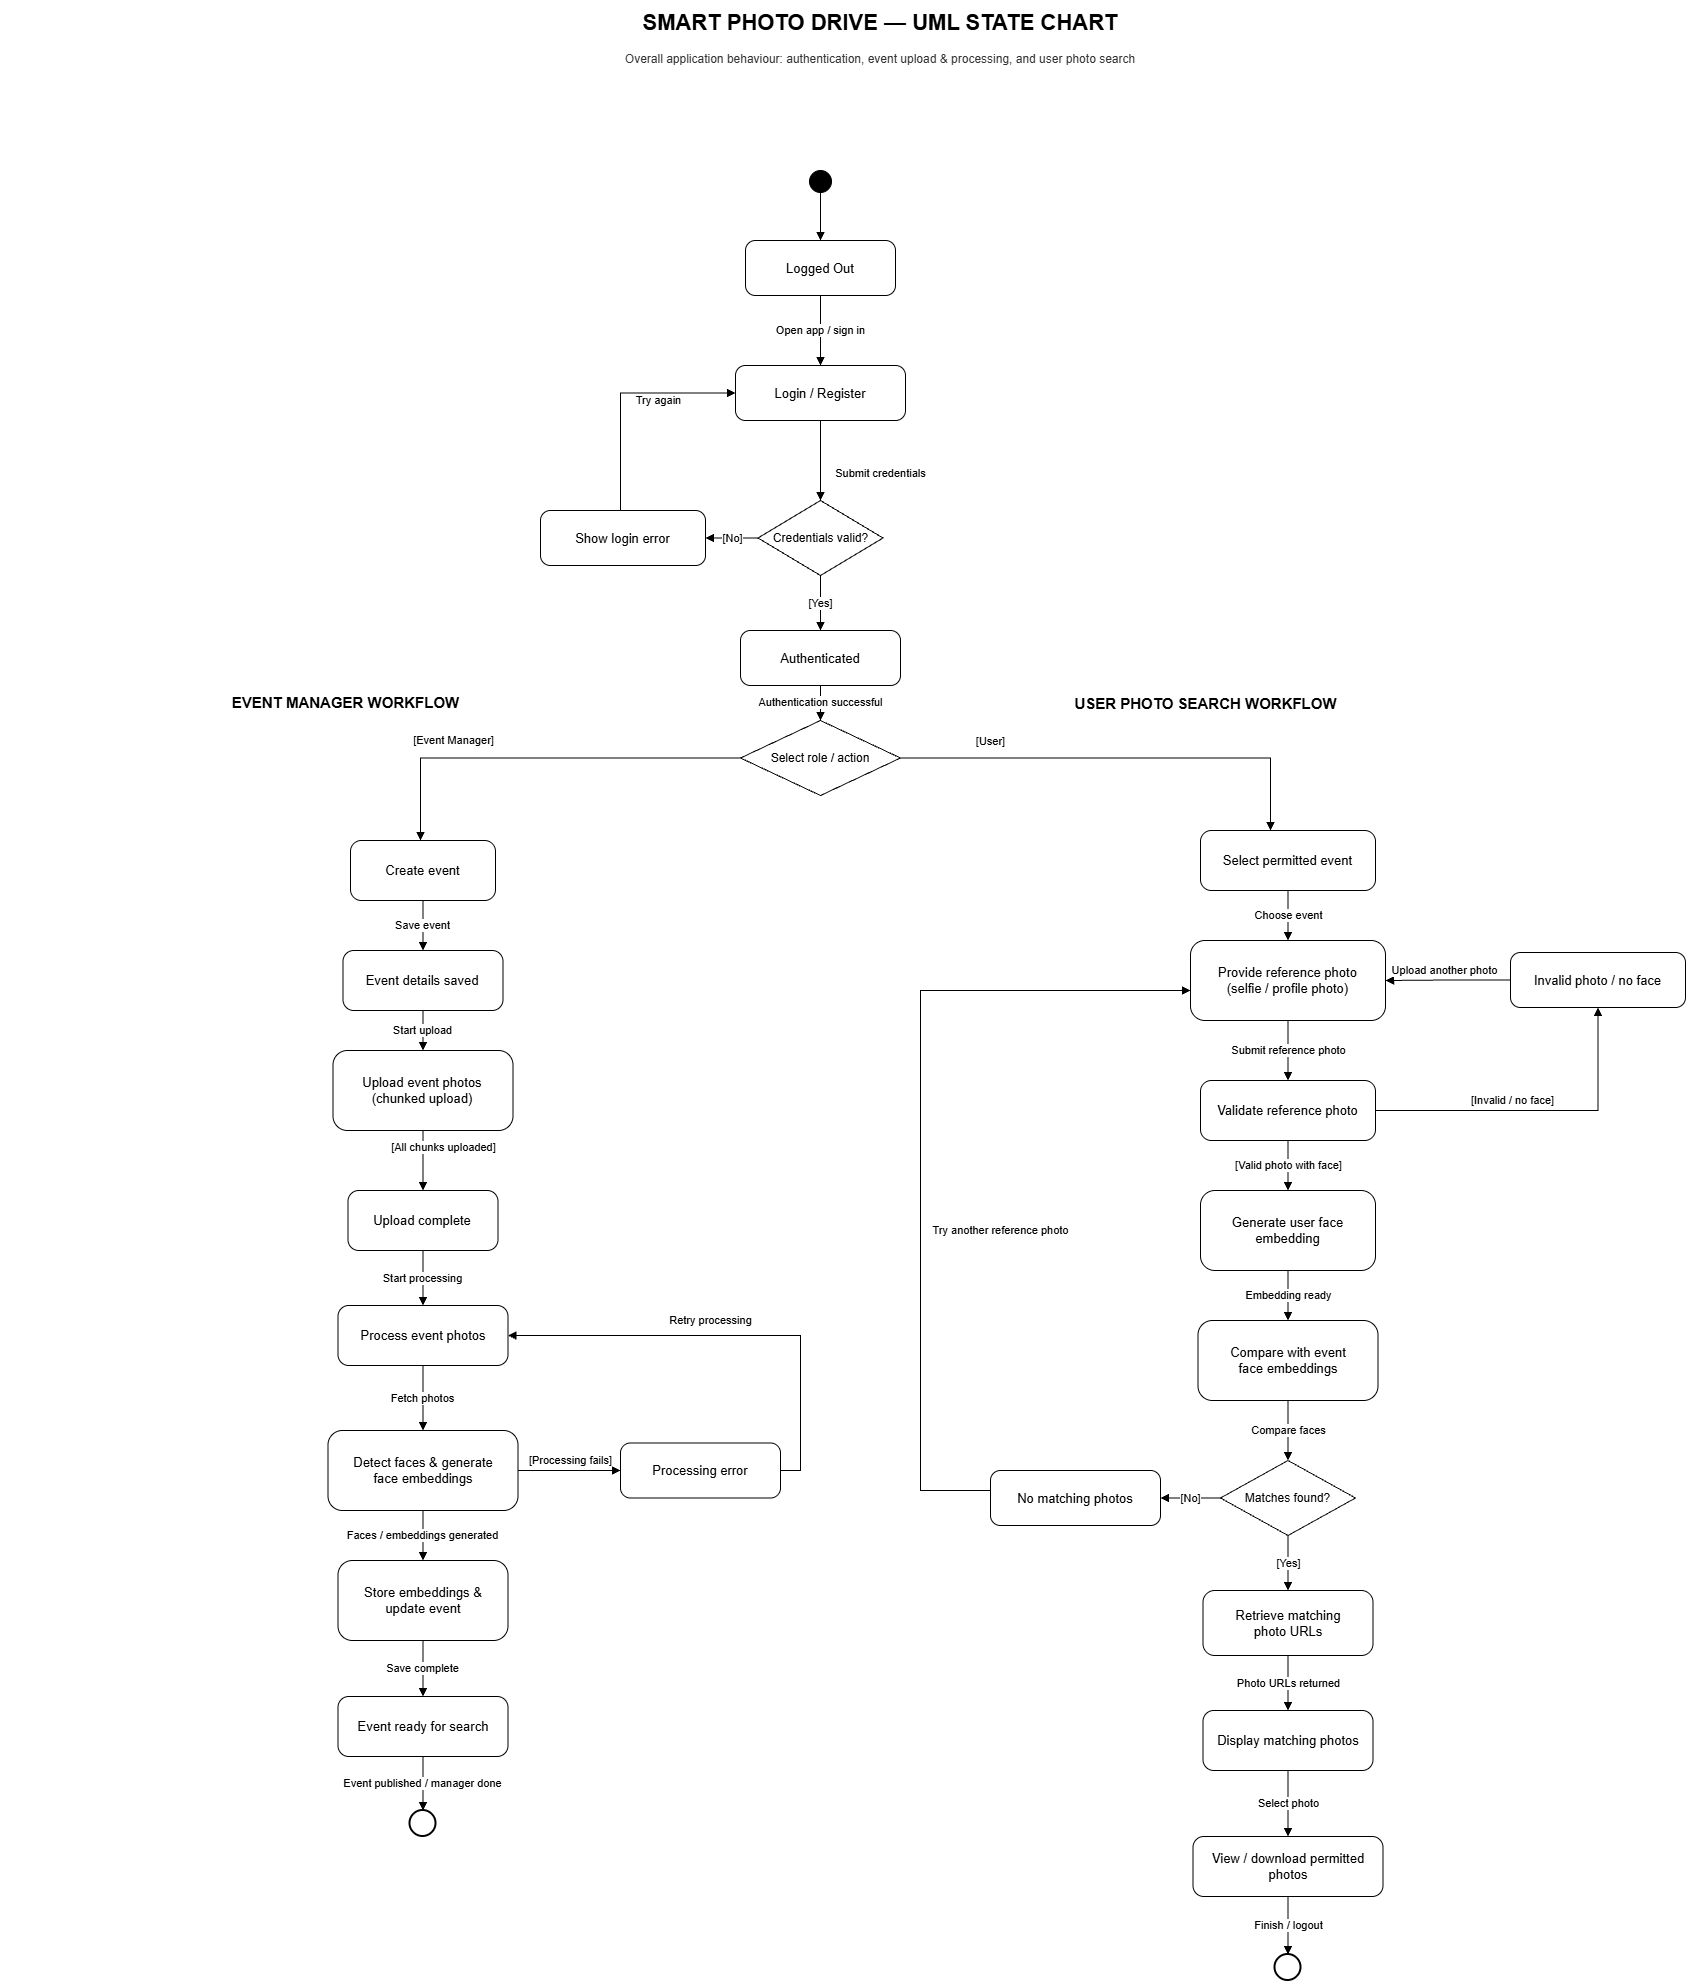 SMART PHOTO DRIVE — UML STATE CHART
Overall application behaviour: authentication, event upload & processing, and user photo search
Logged Out
Open app / sign in
Login / Register
Try again
Submit credentials
Show login error
[No]
Credentials valid?
[Yes]
Authenticated
Authentication successful
Select role / action
EVENT MANAGER WORKFLOW
[Event Manager]
Create event
Save event
Event details saved
Start upload
Upload event photos
(chunked upload)
[All chunks uploaded]
Upload complete
Start processing
Process event photos
Retry processing
Fetch photos
Detect faces & generate
face embeddings
[Processing fails]
Processing error
Faces / embeddings generated
Store embeddings &
update event
Save complete
Event ready for search
Event published / manager done
USER PHOTO SEARCH WORKFLOW
[User]
Select permitted event
Choose event
Provide reference photo
(selfie / profile photo)
Upload another photo
Invalid photo / no face
Submit reference photo
Validate reference photo
[Invalid / no face]
[Valid photo with face]
Generate user face
embedding
Try another reference photo
Embedding ready
Compare with event
face embeddings
Compare faces
Matches found?
[No]
No matching photos
[Yes]
Retrieve matching
photo URLs
Photo URLs returned
Display matching photos
Select photo
View / download permitted
photos
Finish / logout